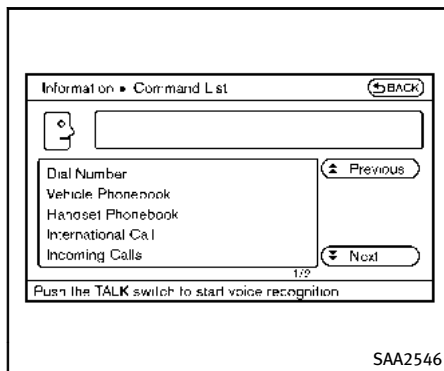 Information • Command List
BACK
Dial Number
Previous
Vehicle Phonebook
Handset Phonebook
International Call
Incoming Calls
Next
1/2
Push the TALK switch to start voice recognition
SAA2546